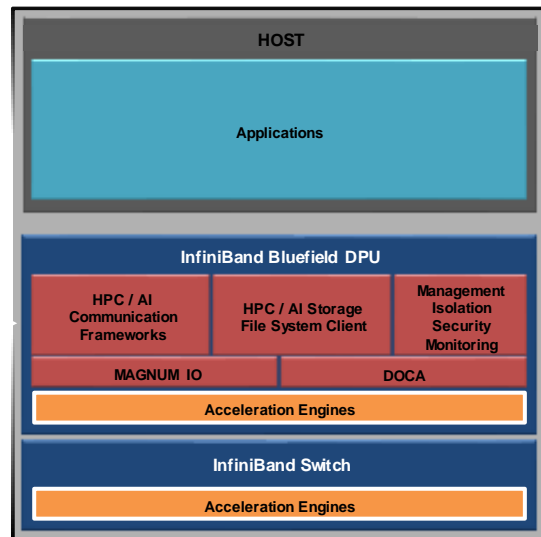 HOST
Applications
InfiniBand Bluefield DPU
HPC / AI
Communication
Frameworks
HPC / AI Storage
File System Client
Management
Isolation
Security
Monitoring
MAGNUM IO
DOCA
Acceleration Engines
InfiniBand Switch
Acceleration Engines